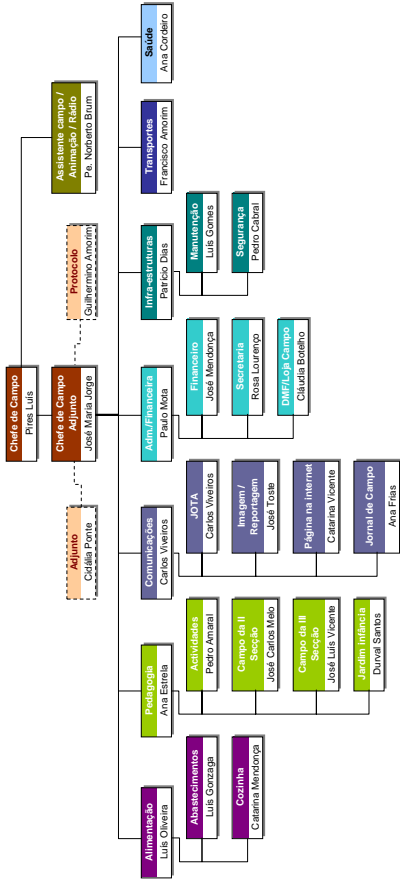 Chefe de Campo
Pires Luís
Chefe de Campo
Adjunto
José Maria Jorge
Assistente campo /
Animação / Rádio
Pe. Norberto Brum
Adjunto
Cidália Ponte
Protocolo
Guilhermino Amorim
Alimentação
Luís Oliveira
Pedagogia
Ana Estrela
Comunicações
Carlos Viveiros
Adm./Financeira
Paulo Mota
Infra-estruturas
Patrício Dias
Transportes
Francisco Amorim
Saúde
Ana Cordeiro
Abastecimentos
Luís Gonzaga
Cozinha
Catarina Mendonça
Actividades
Pedro Amaral
Campo da II
Secção
José Carlos Melo
Campo da III
Secção
José Luís Vicente
Jardim Infância
Durval Santos
JOTA
Carlos Viveiros
Imagem /
Reportagem
José Toste
Página na internet
Catarina Vicente
Jornal de Campo
Ana Frias
Financeiro
José Mendonça
Secretaria
Rosa Lourenço
DMF/Loja Campo
Cláudia Botelho
Manutenção
Luís Gomes
Segurança
Pedro Cabral